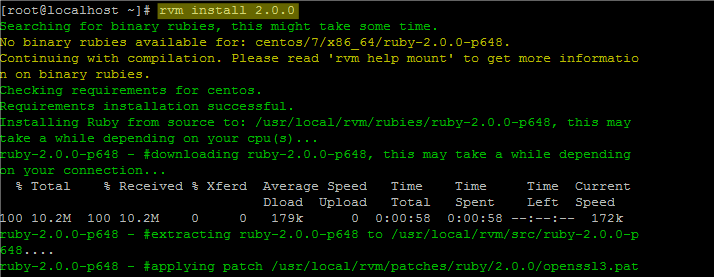 [root@localhost ~]# rvm install 2.0.0
Searching for binary rubies, this might take some time.
No binary rubies available for: centos/7/x86_64/ruby-2.0.0-p648.
Continuing with compilation. Please read 'rvm help mount' to get more informatio
n on binary rubies.
Checking requirements for centos.
Requirements installation successful.
Installing Ruby from source to: /usr/local/rvm/rubies/ruby-2.0.0-p648, this may
take a while depending on your cpu(s)...
ruby-2.0.0-p648 - #downloading ruby-2.0.0-p648, this may take a while depending
on your connection...
  % Total    % Received % Xferd  Average Speed   Time    Time     Time  Current
                                 Dload  Upload   Total   Spent    Left  Speed
100 10.2M  100 10.2M    0     0   179k      0  0:00:58  0:00:58 --:--:--  172k
ruby-2.0.0-p648 - #extracting ruby-2.0.0-p648 to /usr/local/rvm/src/ruby-2.0.0-p
648....
ruby-2.0.0-p648 - #applying patch /usr/local/rvm/patches/ruby/2.0.0/openssl3.pat